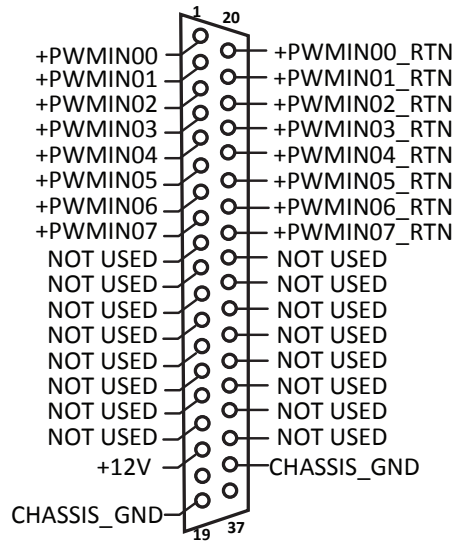 1 20
+PWMIN00 +PWMIN00_RTN
+PWMIN01 +PWMIN01_RTN
+PWMIN02 +PWMIN02_RTN
+PWMIN03 +PWMIN03_RTN
+PWMIN04 +PWMIN04_RTN
+PWMIN05 +PWMIN05_RTN
+PWMIN06 +PWMIN06_RTN
+PWMIN07 +PWMIN07_RTN
NOT USED NOT USED
NOT USED NOT USED
NOT USED NOT USED
NOT USED NOT USED
NOT USED NOT USED
NOT USED NOT USED
NOT USED NOT USED
NOT USED NOT USED
+12V CHASSIS_GND
CHASSIS_GND
19 37